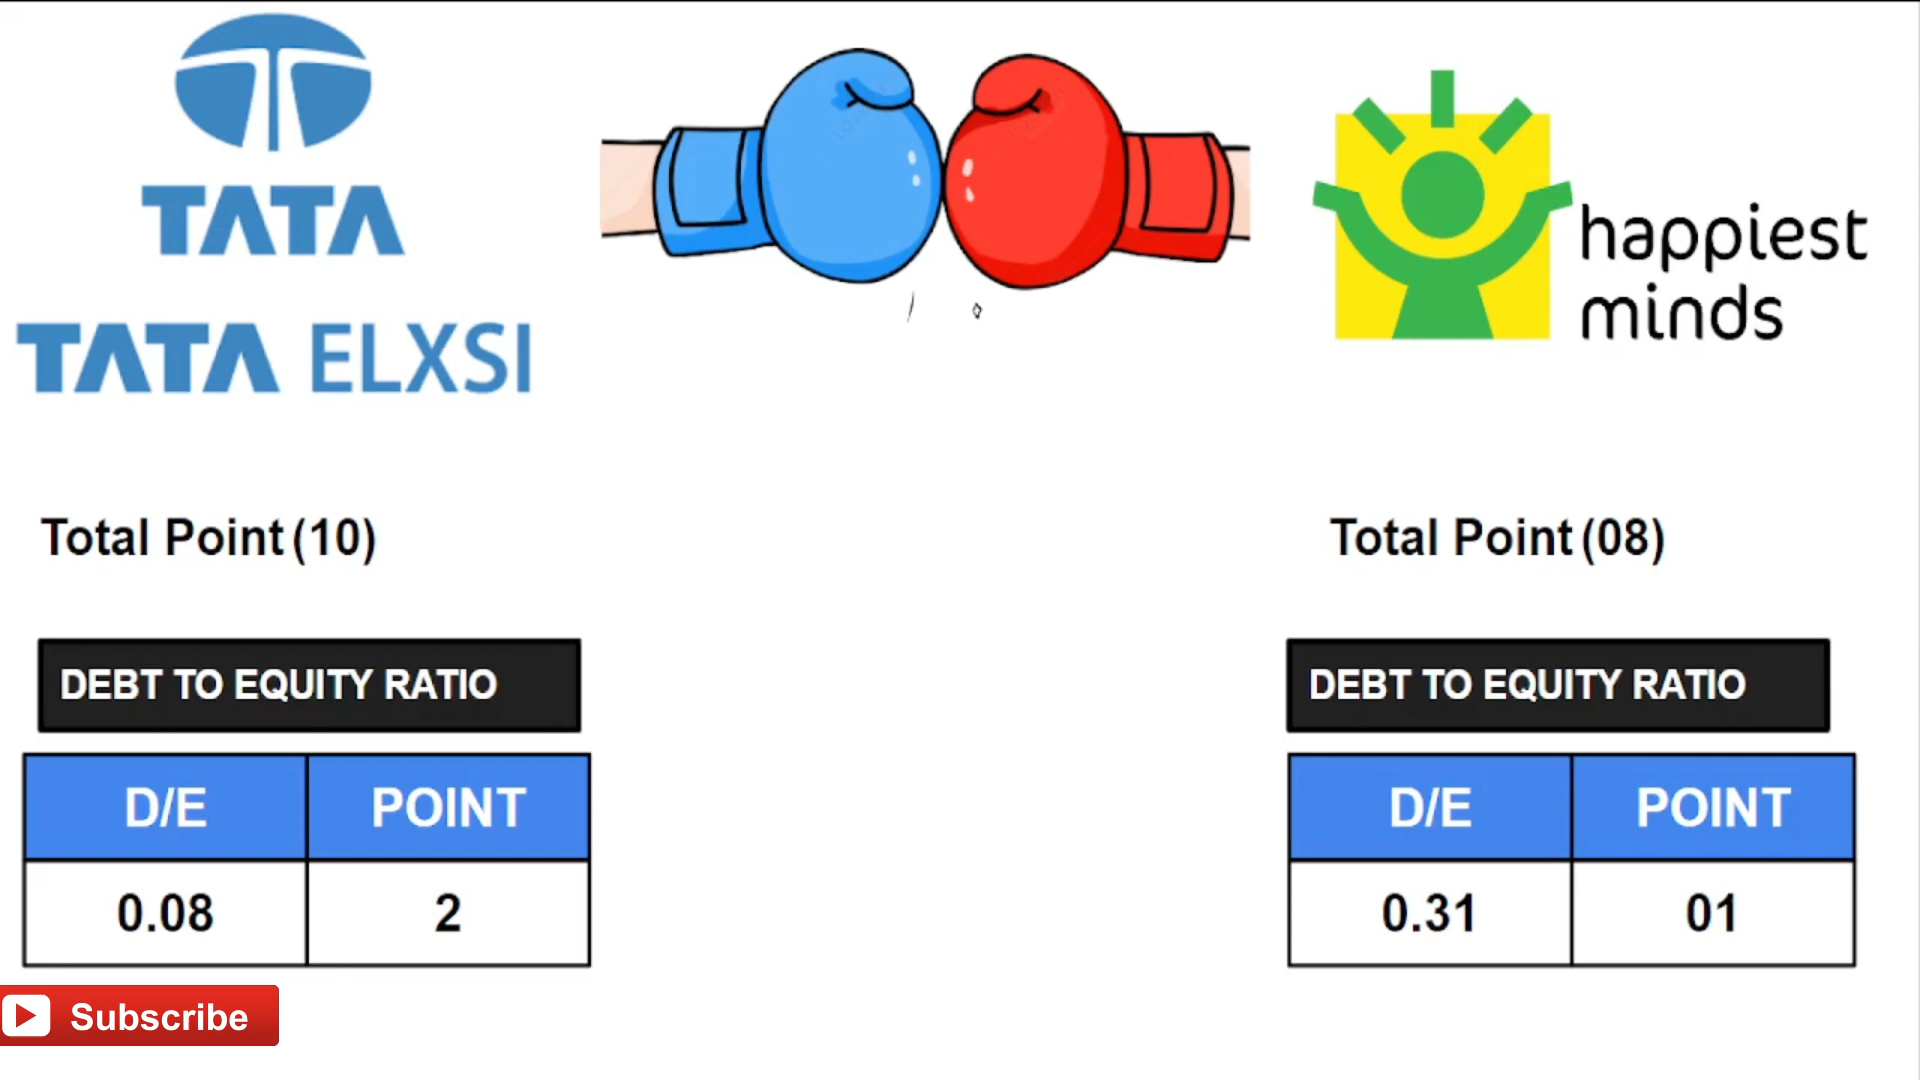 TATA
TATA ELXSI
happiest
minds
Total Point (10)
Total Point (08)
DEBT TO EQUITY RATIO
D/E POINT
0.08 2
DEBT TO EQUITY RATIO
D/E POINT
0.31 01
Subscribe